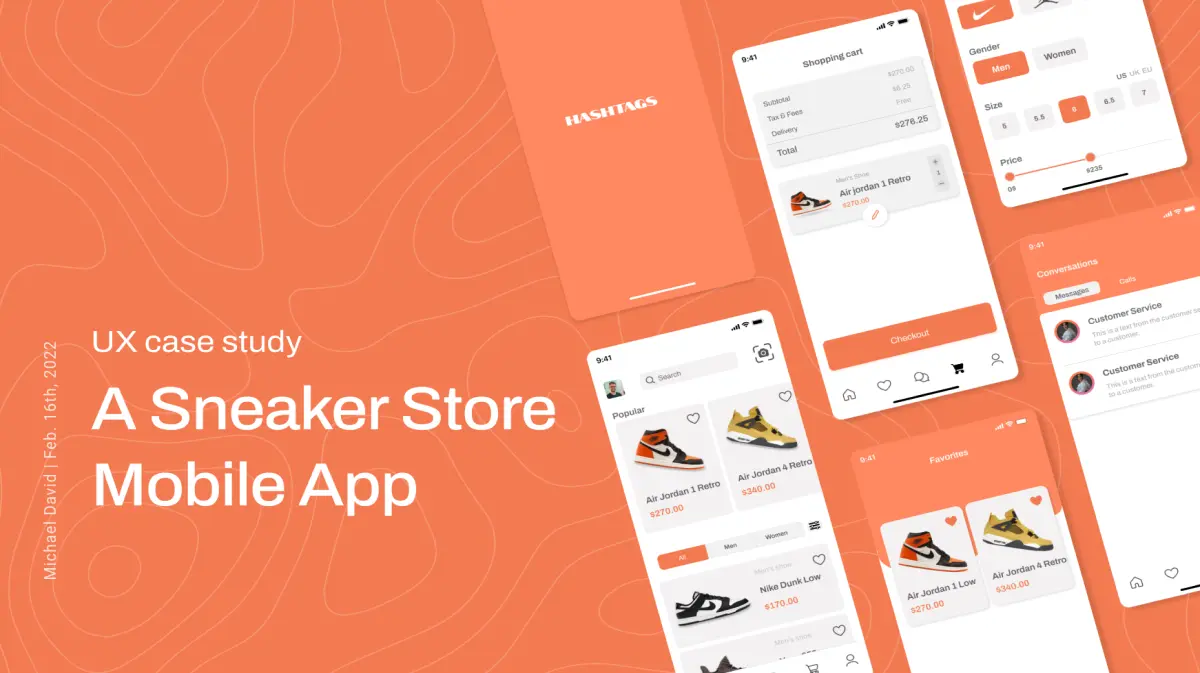 UX case study
A Sneaker Store
Mobile App
Michael David | Feb. 16th, 2022
HASHTAGS
9:41
Shopping cart
Subtotal $270.00
Tax & Fees $6.25
Delivery Free
Total $276.25
Men's Shoe
Air jordan 1 Retro
$270.00
1
Checkout
Gender
Men
Women
Size
US UK, EU
5
5.5
6
6.5
7
Price
0$
$235
9:41
Conversations
Messages
Calls
Customer Service
This is a text from the customer se
to a customer.
Customer Service
This is a text from the custome
to a customer.
9:41
Search
Popular
Air Jordan 1 Retro
$270.00
Air Jordan 4 Retro
$340.00
All
Men
Women
Men's shoe
Nike Dunk Low
$170.00
Men's shoe
9:41
Favorites
Air Jordan 1 Low
$270.00
Air Jordan 4 Retro
$340.00